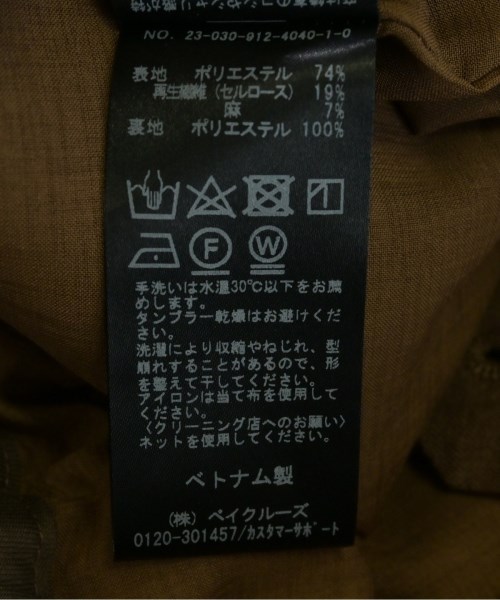 NO. 23-030-912-4040-1-0
表地 ポリエステル 74%
再生繊維(セルロース) 19%
麻 7%
裏地 ポリエステル 100%
F W
手洗いは水温30℃以下をお薦
めします。
タンブラー乾燥はお避けくだ
さい。
洗濯により収縮やねじれ、型
崩れすることがあるので、形
を整えて干してください。
アイロンは当て布を使用して
ください。
〈クリーニング店へのお願い〉
ネットを使用してください。
ベトナム製
(株) ベイクルーズ
0120-301457/カスタマーサポート